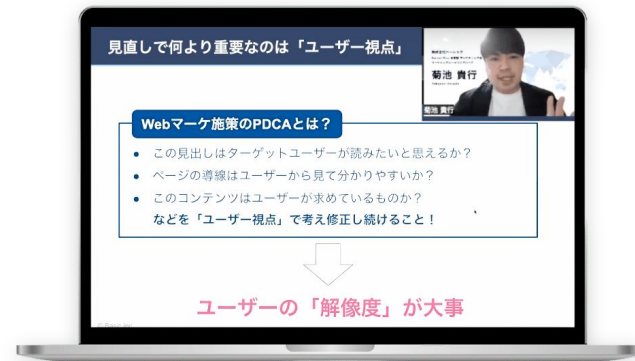 見直しで何より重要なのは「ユーザー視点」
菊池 貴行
菊池 貴行
Webマーケ施策のPDCAとは？
● この見出しはターゲットユーザーが読みたいと思えるか？
● ページの導線はユーザーから見て分かりやすいか？
● このコンテンツはユーザーが求めているものか？
などを「ユーザー視点」で考え修正し続けること！
ユーザーの「解像度」が大事
© Basic Inc.